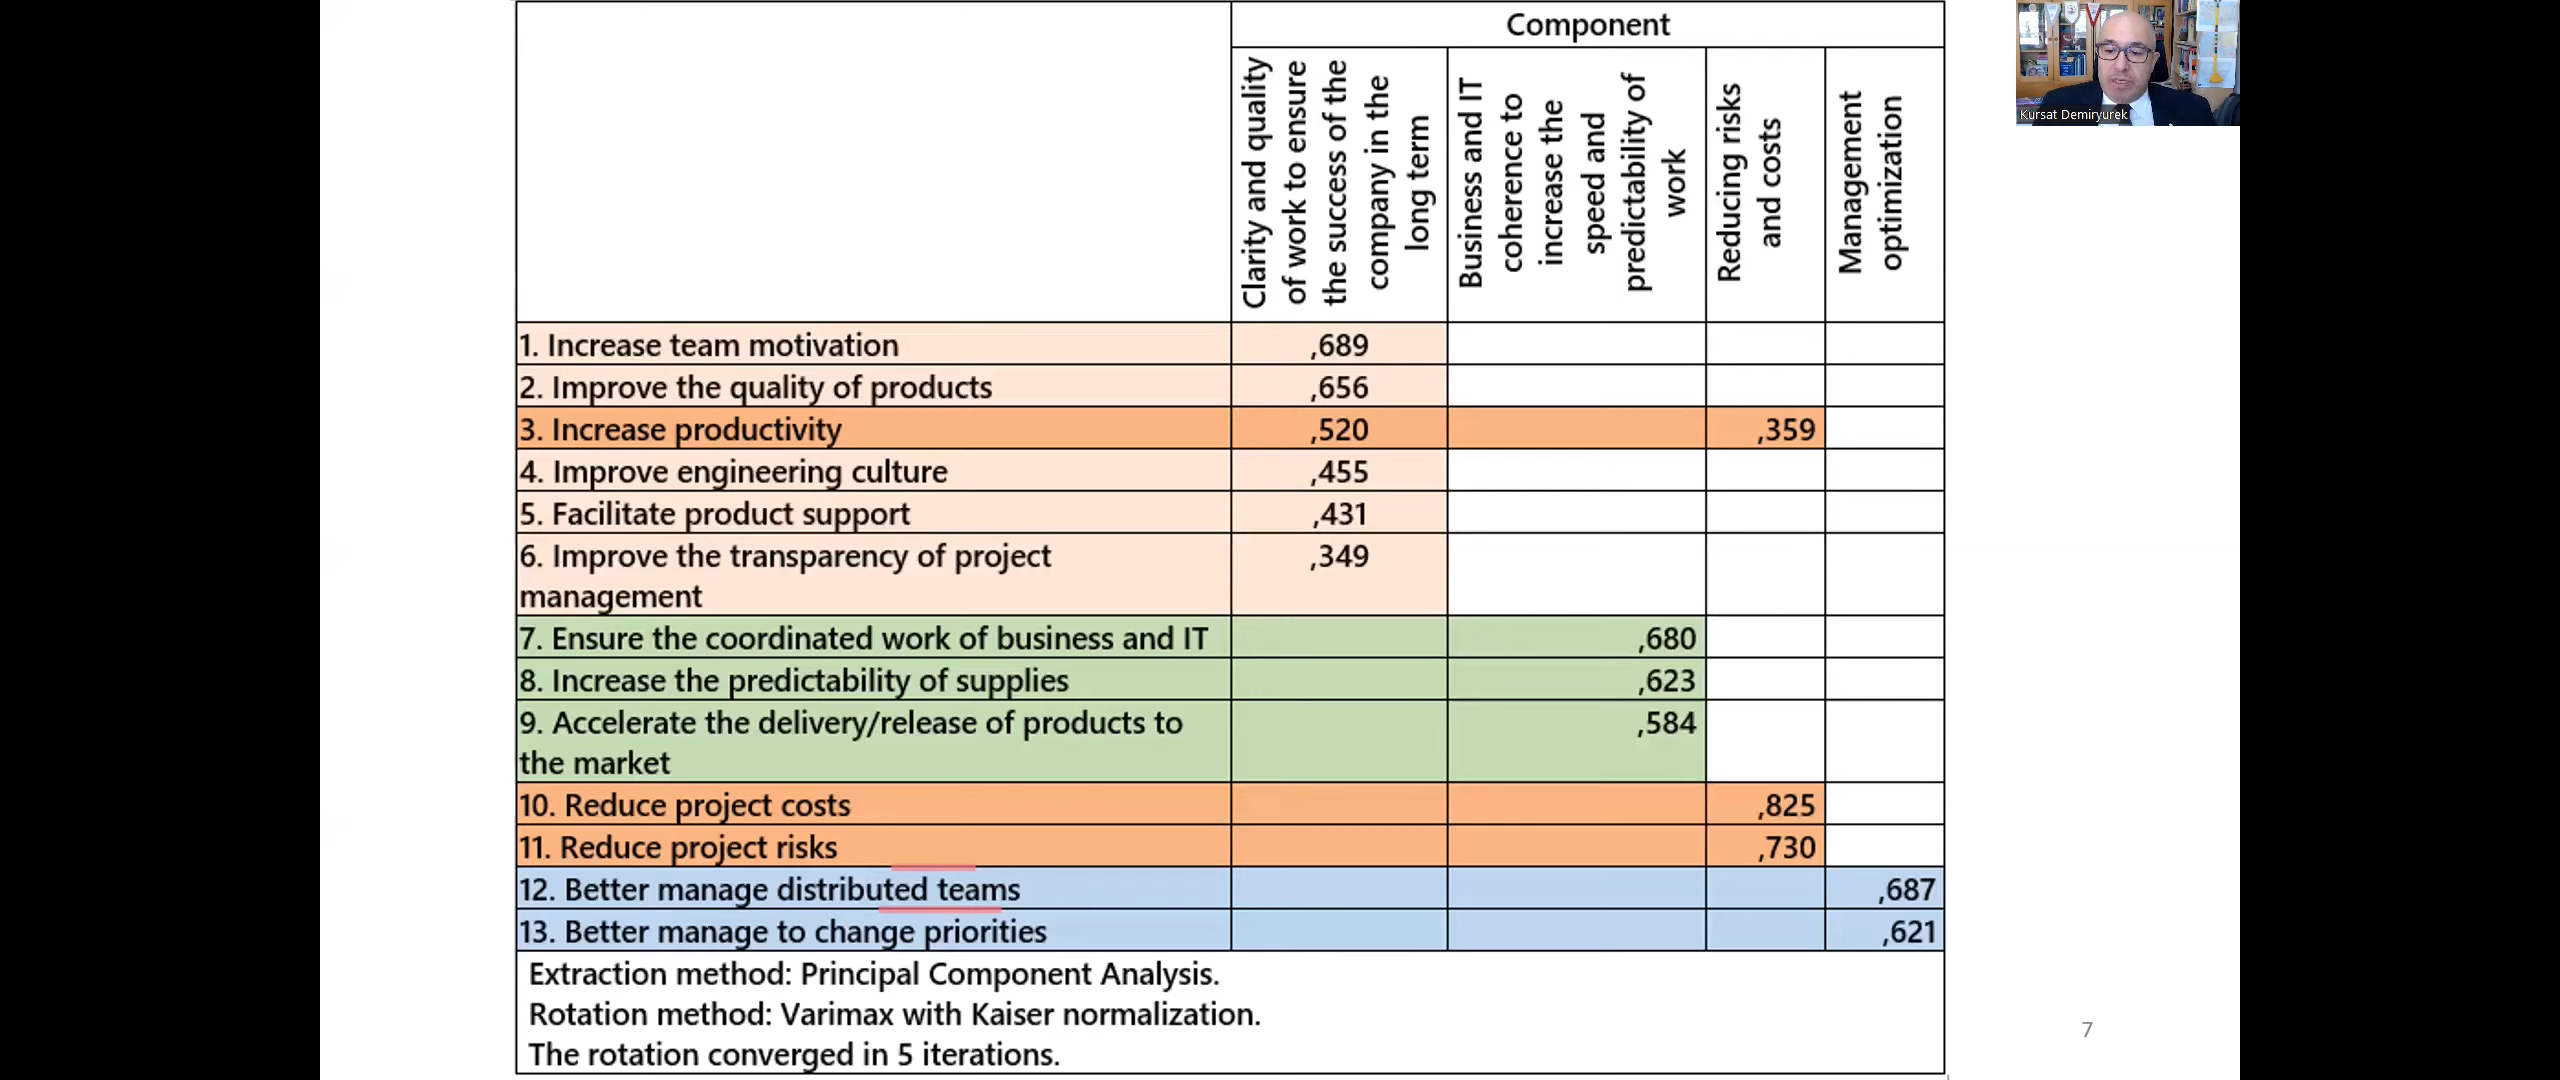 Component
Clarity and quality
of work to ensure
the success of the
company in the
long term
Business and IT
coherence to
increase the
speed and
predictability of
work
Reducing risks
and costs
Management
optimization
1. Increase team motivation ,689
2. Improve the quality of products ,656
3. Increase productivity ,520 ,359
4. Improve engineering culture ,455
5. Facilitate product support ,431
6. Improve the transparency of project ,349
management
7. Ensure the coordinated work of business and IT ,680
8. Increase the predictability of supplies ,623
9. Accelerate the delivery/release of products to ,584
the market
10. Reduce project costs ,825
11. Reduce project risks ,730
12. Better manage distributed teams ,687
13. Better manage to change priorities ,621
Extraction method: Principal Component Analysis.
Rotation method: Varimax with Kaiser normalization.
The rotation converged in 5 iterations.
Kursat Demiryurek
7